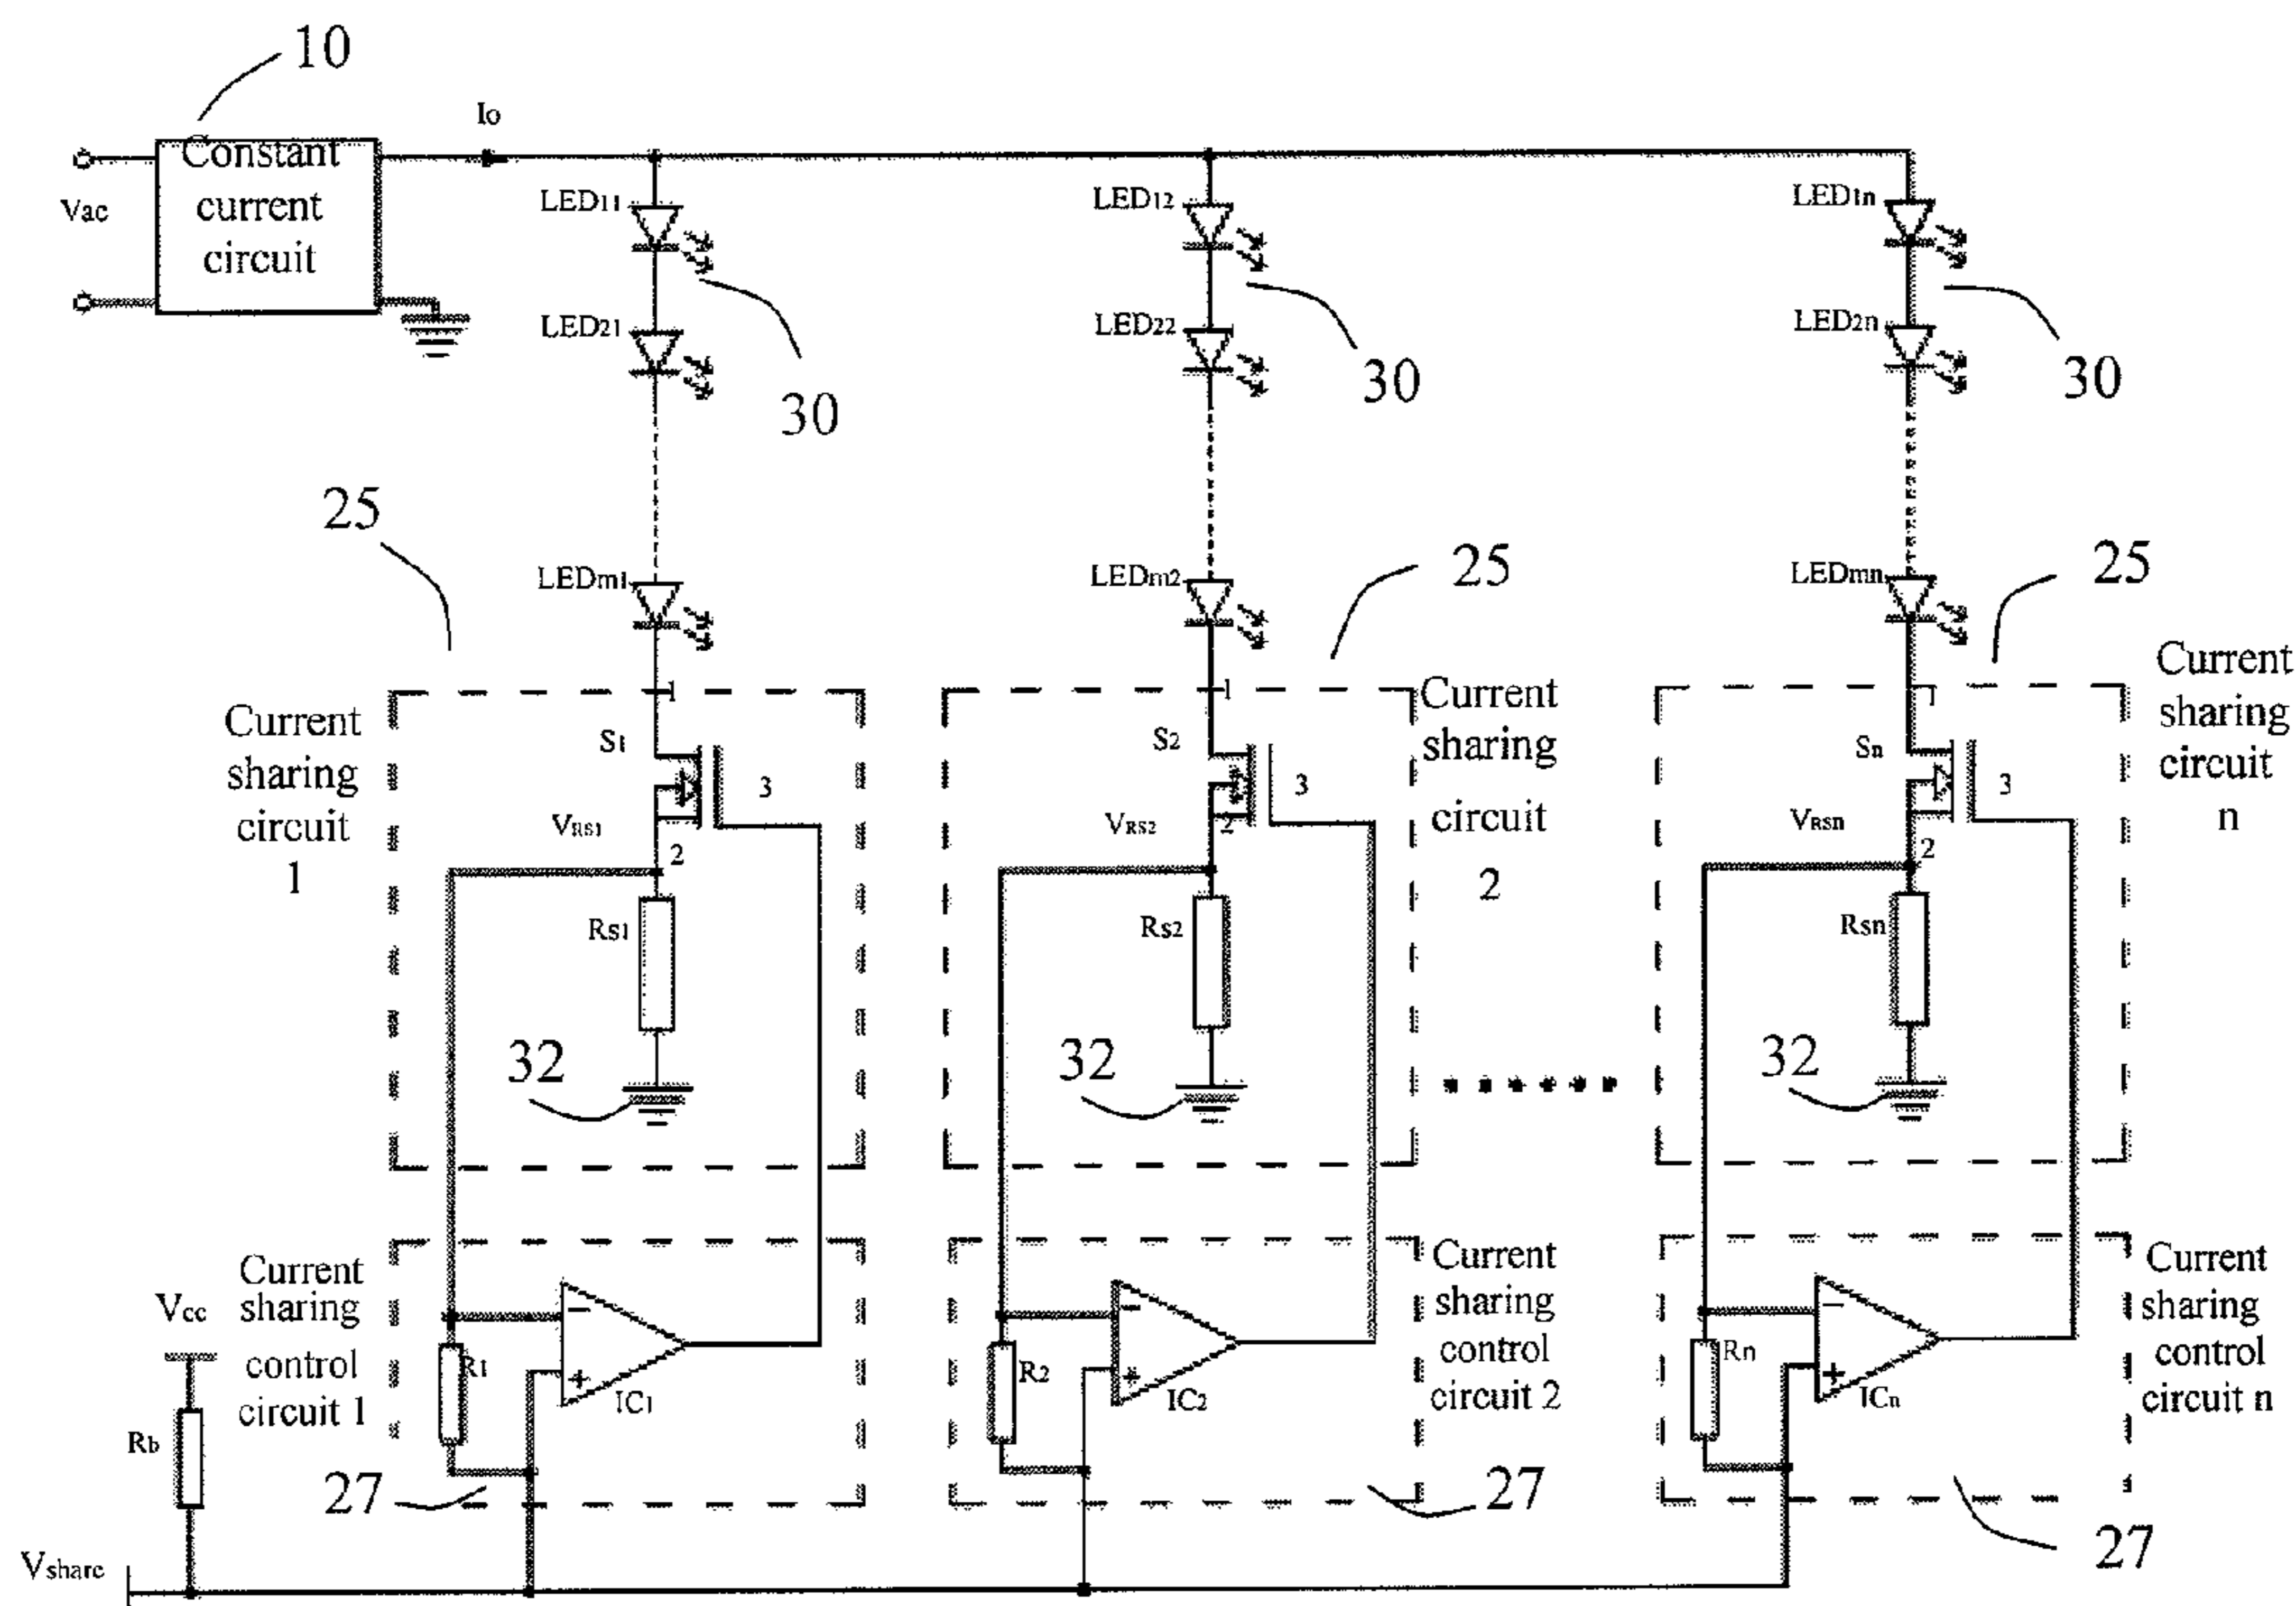 10
Io
Constant
current
circuit
Vac
LED11
LED12
LED1n
LED21
LED22
LED2n
30
30
30
25
25
25
LEDm1
LEDm2
LEDmn
Current
sharing
circuit
1
1
S1
3
VRS1
2
Rs1
32
Current
sharing
circuit
2
1
S2
3
VRS2
2
Rs2
32
Current
sharing
circuit
n
1
Sn
3
VRSn
2
Rsn
32
Current
sharing
control
circuit 1
R1
−
+
IC1
27
Current
sharing
control
circuit 2
R2
−
+
IC2
27
Current
sharing
control
circuit n
Rn
−
+
ICn
27
Vcc
Rb
Vshare